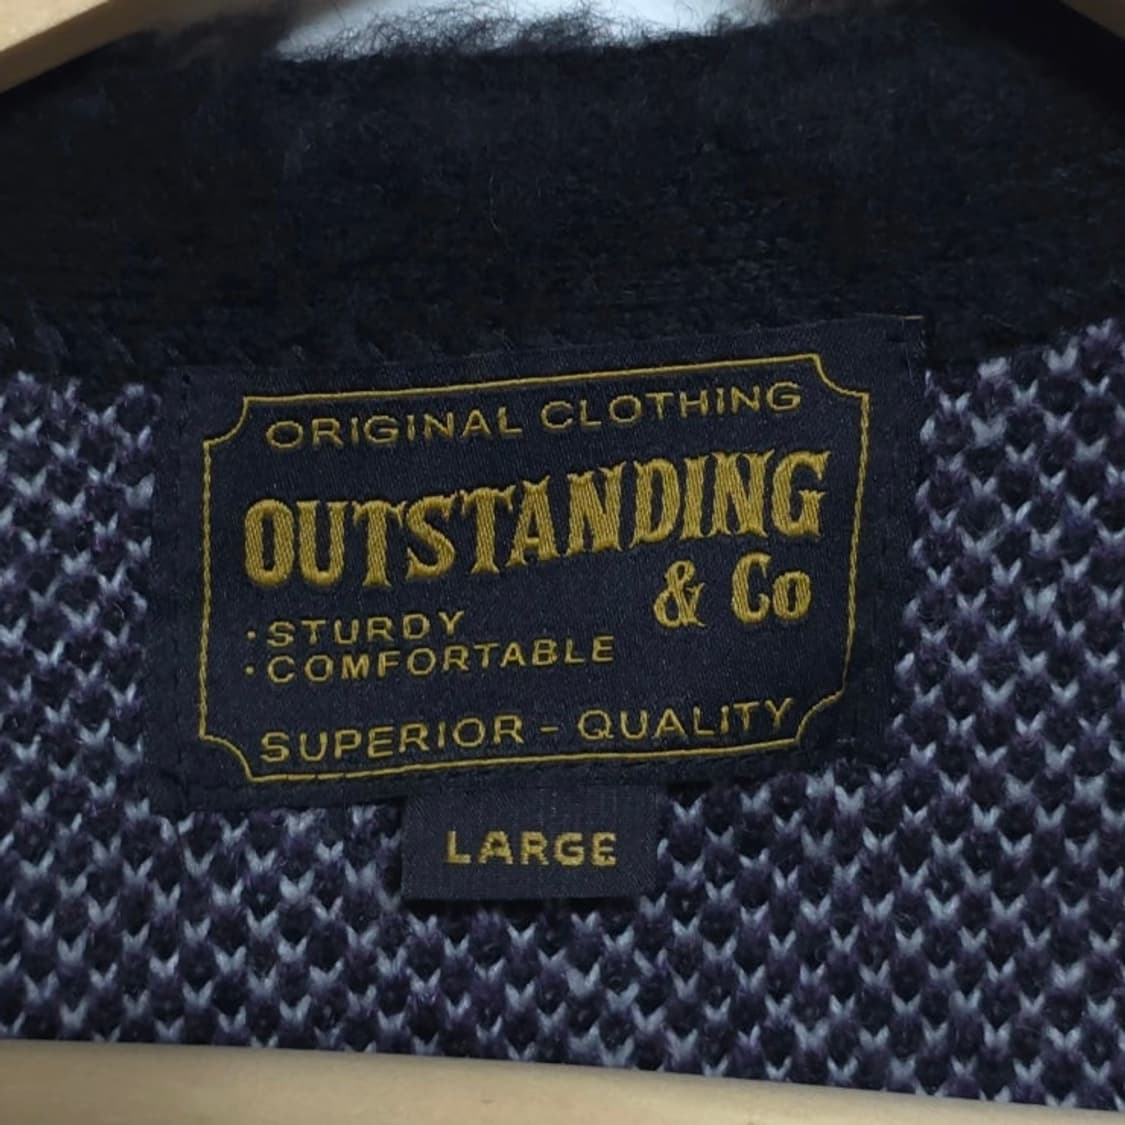 ORIGINAL CLOTHING
OUTSTANDING
& Co
·STURDY
·COMFORTABLE
SUPERIOR - QUALITY
LARGE